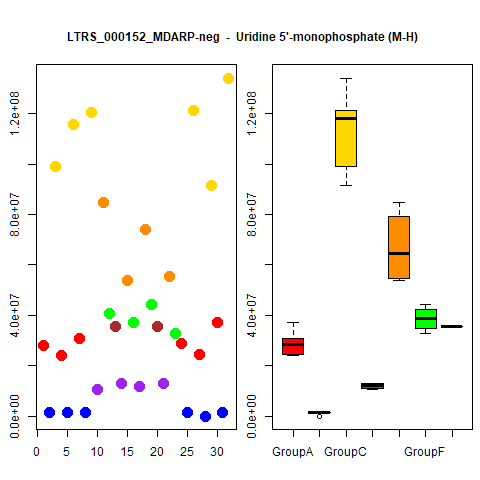 LTRS_000152_MDARP-neg - Uridine 5'-monophosphate (M-H)
0.0e+00 4.0e+07 8.0e+07 1.2e+08
0 5 10 15 20 25 30
0.0e+00 4.0e+07 8.0e+07 1.2e+08
GroupA GroupC GroupF